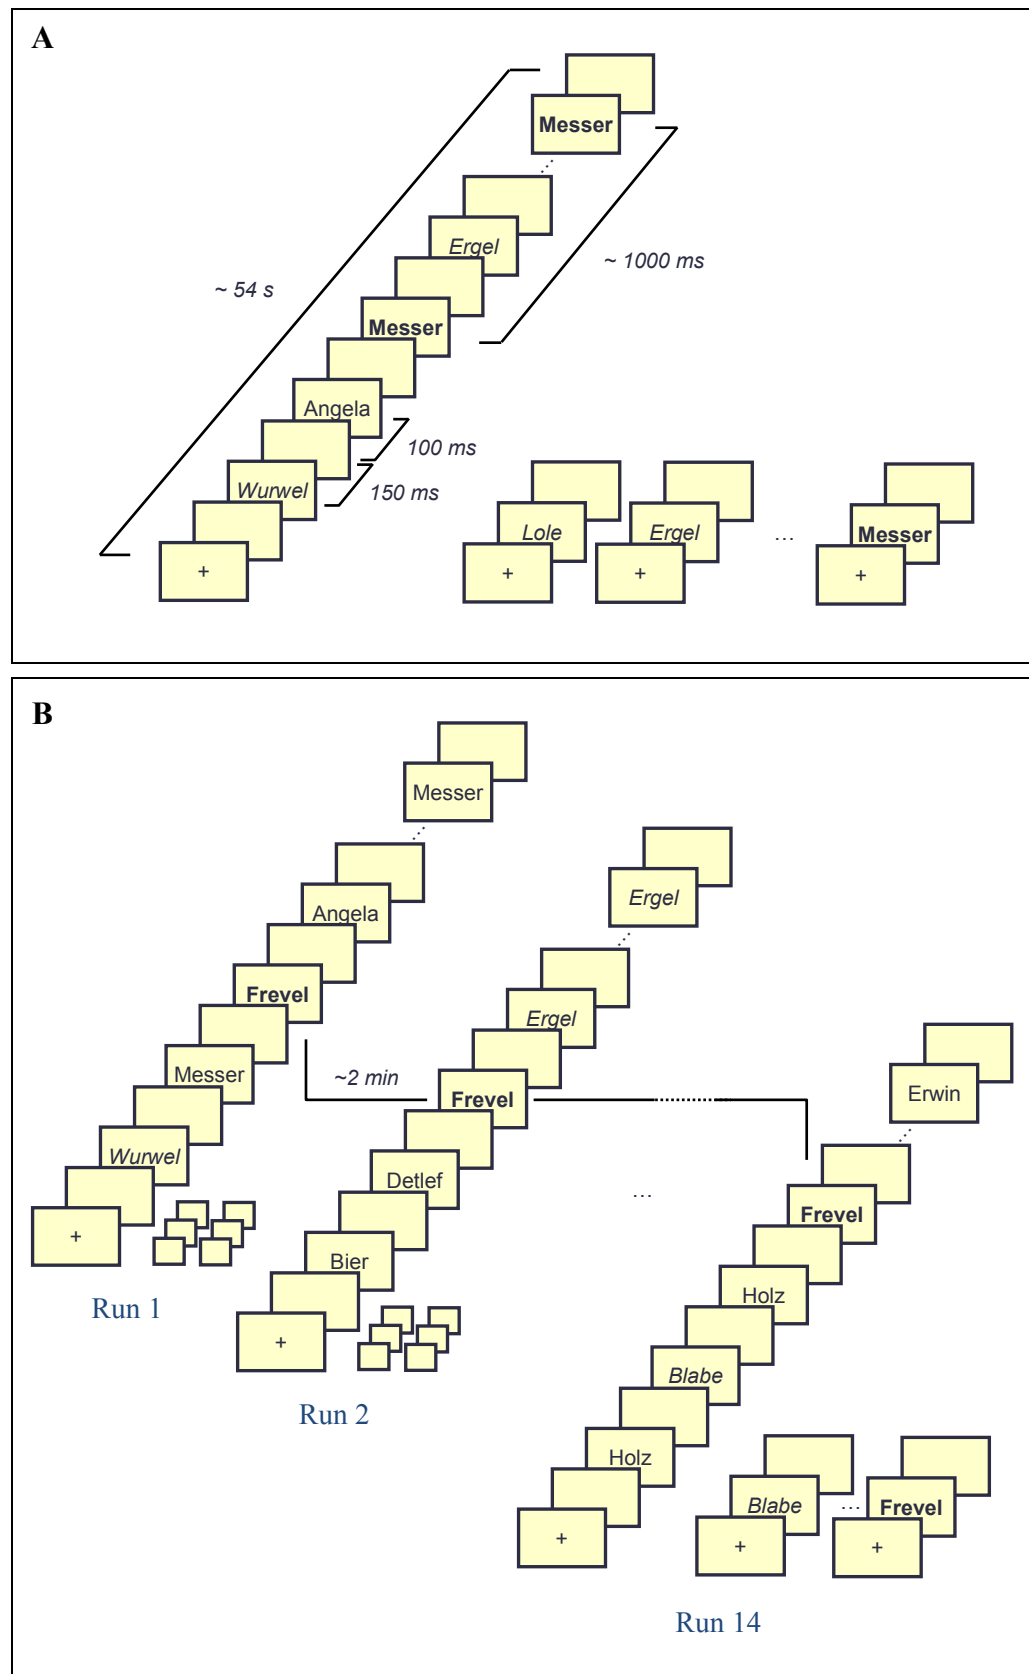 A
Messer
Ergel
~ 1000 ms
~ 54 s
Messer
Angela
100 ms
Wurwel
150 ms
+
Lole
+
Ergel
+
...
Messer
+
B
Messer
Angela
Frevel
Messer
Wurwel
+
Run 1
~2 min
Ergel
Ergel
Frevel
Detlef
Bier
+
Run 2
...
Erwin
Frevel
Holz
Blabe
Holz
+
Blabe
+
...
Frevel
+
Run 14